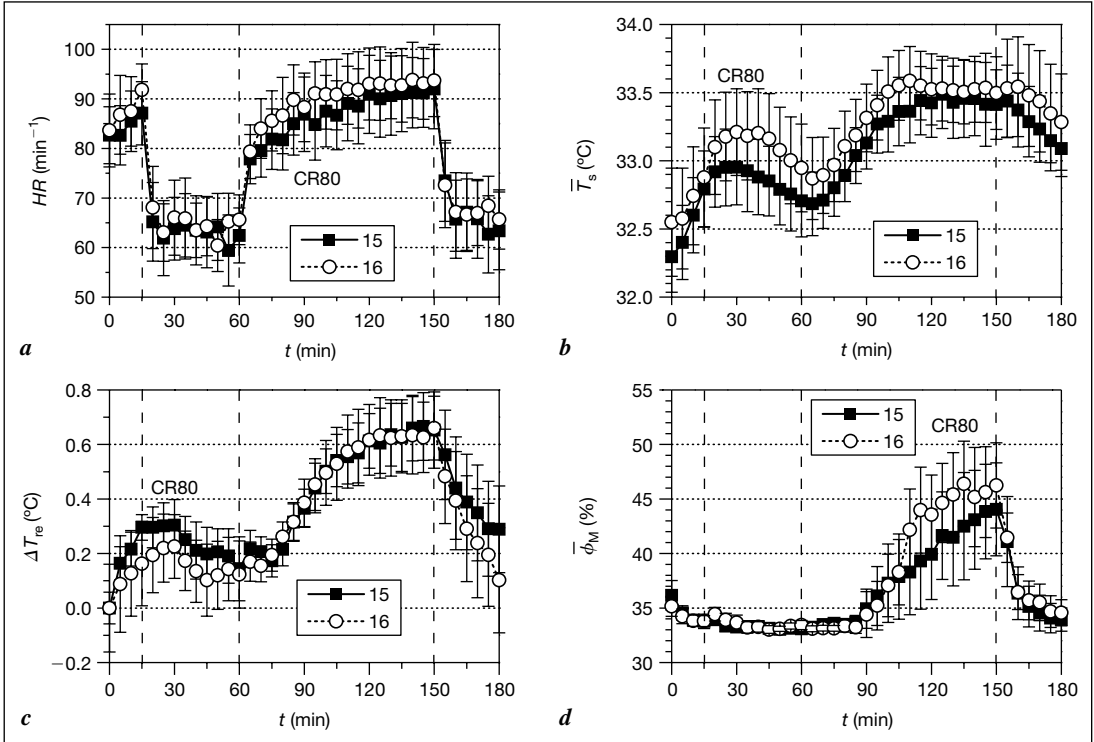 HR (min⁻¹)
100
90
80
70
60
50
CR80
15
16
0 30 60 90 120 150 180
t (min)
a
T̅s (°C)
34.0
33.5
33.0
32.5
32.0
CR80
15
16
0 30 60 90 120 150 180
t (min)
b
ΔTre (°C)
0.8
0.6
0.4
0.2
0.0
−0.2
CR80
15
16
0 30 60 90 120 150 180
t (min)
c
ϕ̅M (%)
55
50
45
40
35
30
15
16
CR80
0 30 60 90 120 150 180
t (min)
d